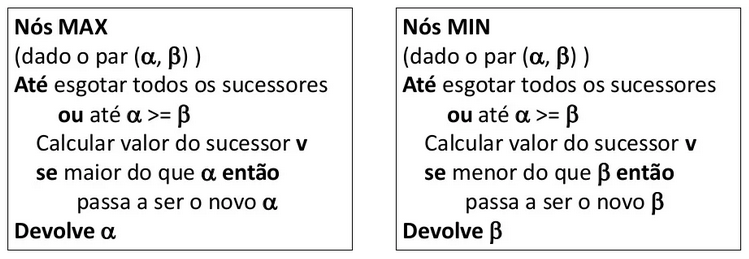 Nós MAX
(dado o par (α, β) )
Até esgotar todos os sucessores
ou até α >= β
Calcular valor do sucessor v
se maior do que α então
passa a ser o novo α
Devolve α
Nós MIN
(dado o par (α, β) )
Até esgotar todos os sucessores
ou até α >= β
Calcular valor do sucessor v
se menor do que β então
passa a ser o novo β
Devolve β